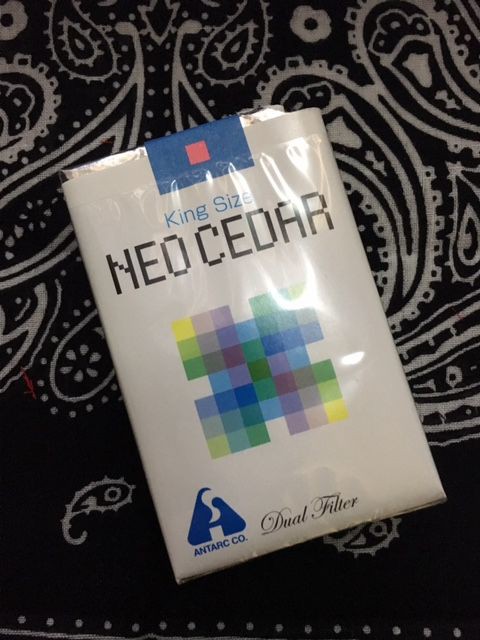 King Size
NEO CEDAR
ANTARC CO.
Dual Filter